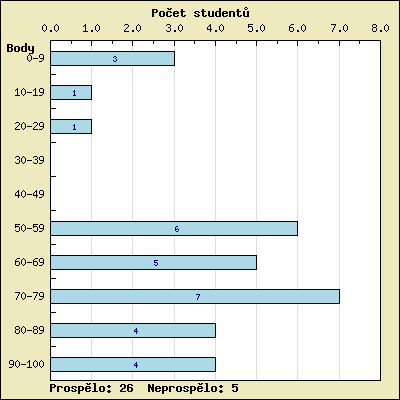 Počet studentů
0.0 1.0 2.0 3.0 4.0 5.0 6.0 7.0 8.0
Body
0-9 3
10-19 1
20-29 1
30-39
40-49
50-59 6
60-69 5
70-79 7
80-89 4
90-100 4
Prospělo: 26 Neprospělo: 5